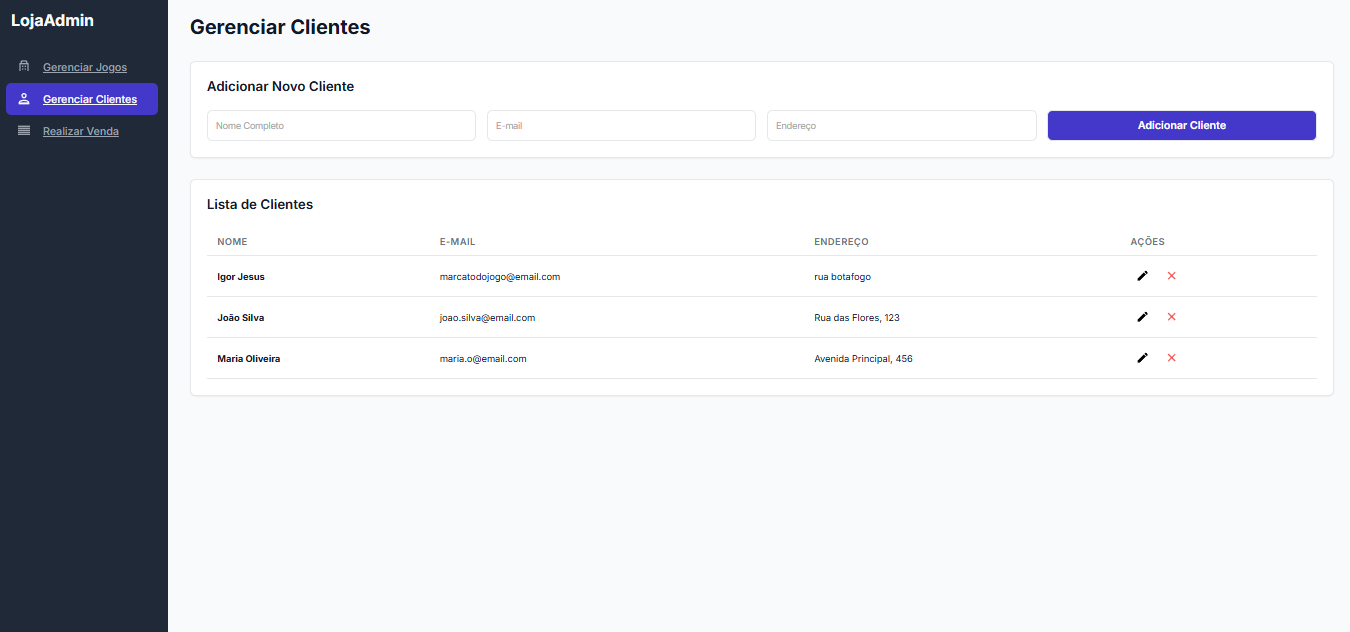 LojaAdmin
Gerenciar Jogos
Gerenciar Clientes
Realizar Venda
Gerenciar Clientes
Adicionar Novo Cliente
Nome Completo E-mail Endereço Adicionar Cliente
Lista de Clientes
NOME E-MAIL ENDEREÇO AÇÕES
Igor Jesus marcatodojogo@email.com rua botafogo
João Silva joao.silva@email.com Rua das Flores, 123
Maria Oliveira maria.o@email.com Avenida Principal, 456